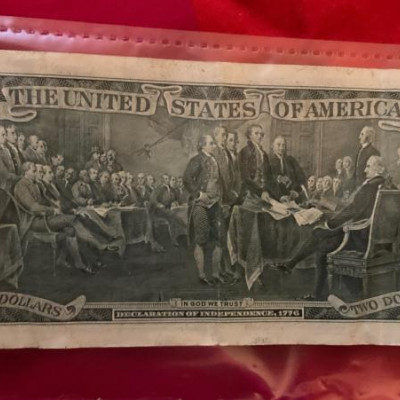 THE UNITED STATES OF AMERICA
DOLLARS
IN GOD WE TRUST
TWO DO
DECLARATION OF INDEPENDENCE, 1776